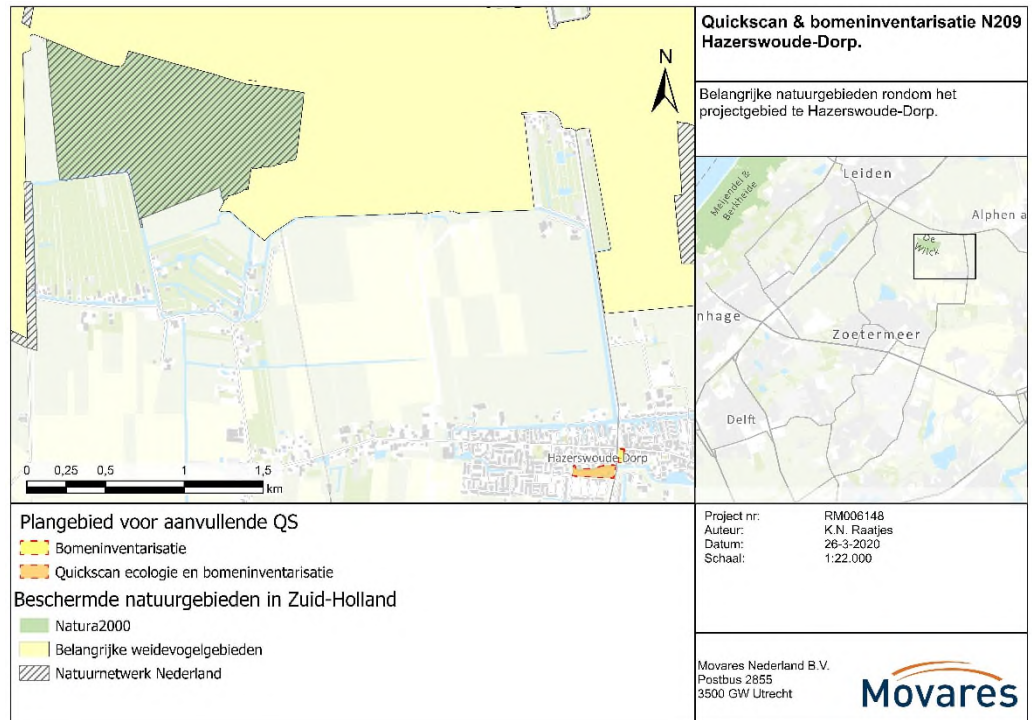 Quickscan & bomeninventarisatie N209
Hazerswoude-Dorp.
Belangrijke natuurgebieden rondom het
projectgebied te Hazerswoude-Dorp.
N
Hazerswoude-Dorp
0 0,25 0,5 1 1,5
km
Leiden
Meijendel &
Berkheide
Alphen a
De
Wilck
nhage
Zoetermeer
Delft
Plangebied voor aanvullende QS
Bomeninventarisatie
Quickscan ecologie en bomeninventarisatie
Beschermde natuurgebieden in Zuid-Holland
Natura2000
Belangrijke weidevogelgebieden
Natuurnetwerk Nederland
Project nr: RM006148
Auteur: K.N. Raatjes
Datum: 26-3-2020
Schaal: 1:22.000
Movares Nederland B.V.
Postbus 2855
3500 GW Utrecht
Movares